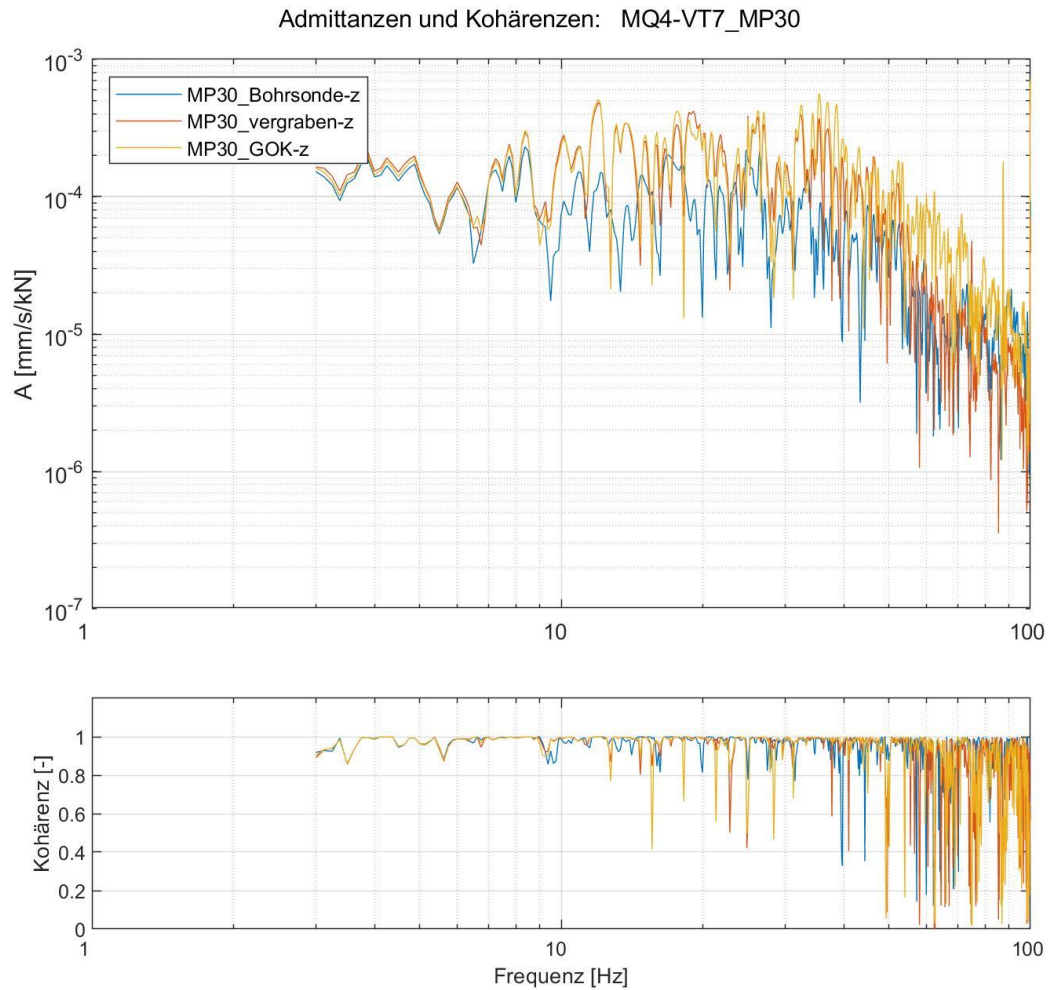 Admittanzen und Kohärenzen: MQ4-VT7_MP30
10⁻³
MP30_Bohrsonde-z
MP30_vergraben-z
MP30_GOK-z
10⁻⁴
A [mm/s/kN]
10⁻⁵
10⁻⁶
10⁻⁷
1 10 100
1
0.8
0.6
0.4
0.2
0
Kohärenz [-]
1 10 100
Frequenz [Hz]